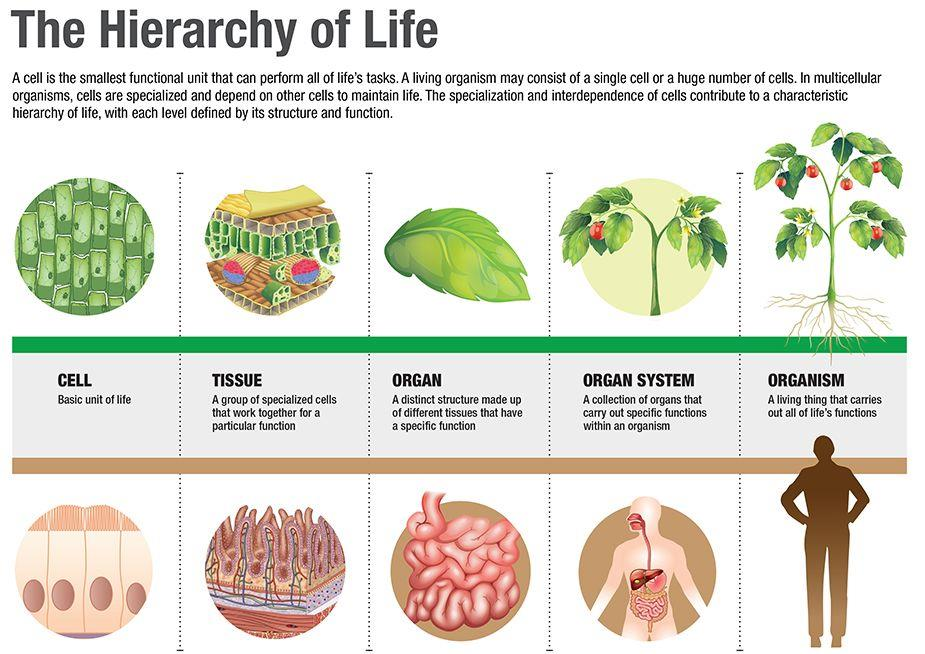 The Hierarchy of Life
A cell is the smallest functional unit that can perform all of life's tasks. A living organism may consist of a single cell or a huge number of cells. In multicellular
organisms, cells are specialized and depend on other cells to maintain life. The specialization and interdependence of cells contribute to a characteristic
hierarchy of life, with each level defined by its structure and function.
CELL
Basic unit of life
TISSUE
A group of specialized cells
that work together for a
particular function
ORGAN
A distinct structure made up
of different tissues that have
a specific function
ORGAN SYSTEM
A collection of organs that
carry out specific functions
within an organism
ORGANISM
A living thing that carries
out all of life's functions